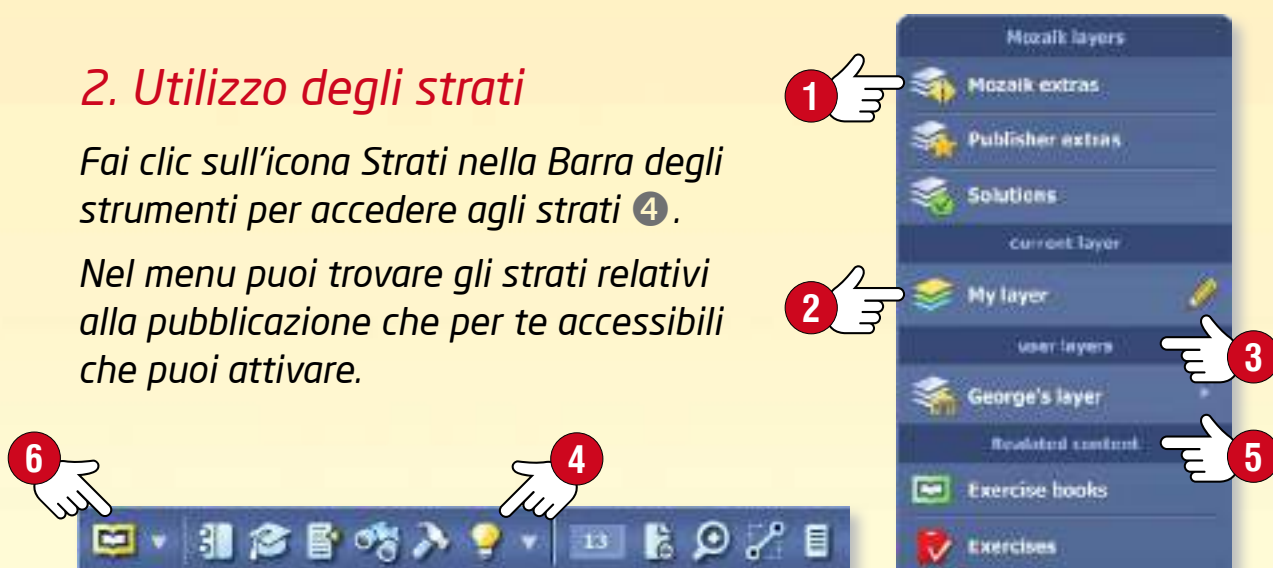 2. Utilizzo degli strati
Fai clic sull'icona Strati nella Barra degli
strumenti per accedere agli strati 4.
Nel menu puoi trovare gli strati relativi
alla pubblicazione che per te accessibili
che puoi attivare.
6
4
13
Mozaik layers
1
Mozaik extras
Publisher extras
Solutions
current layer
2
My layer
user layers
3
George's layer
Realated content
5
Exercise books
Exercises